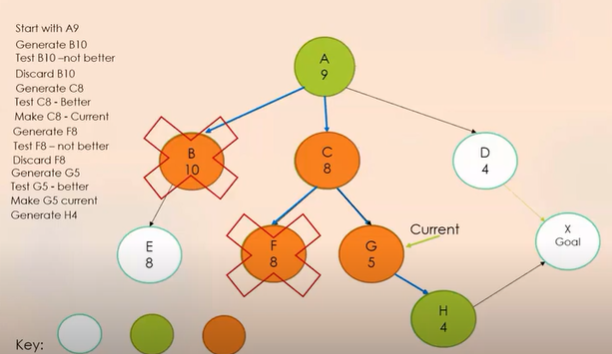 Start with A9
Generate B10
Test B10 –not better
Discard B10
Generate C8
Test C8 - Better
Make C8 - Current
Generate F8
Test F8 – not better
Discard F8
Generate G5
Test G5 - better
Make G5 current
Generate H4
A
9
B
10
C
8
D
4
E
8
F
8
G
5
Current
X
Goal
H
4
Key: